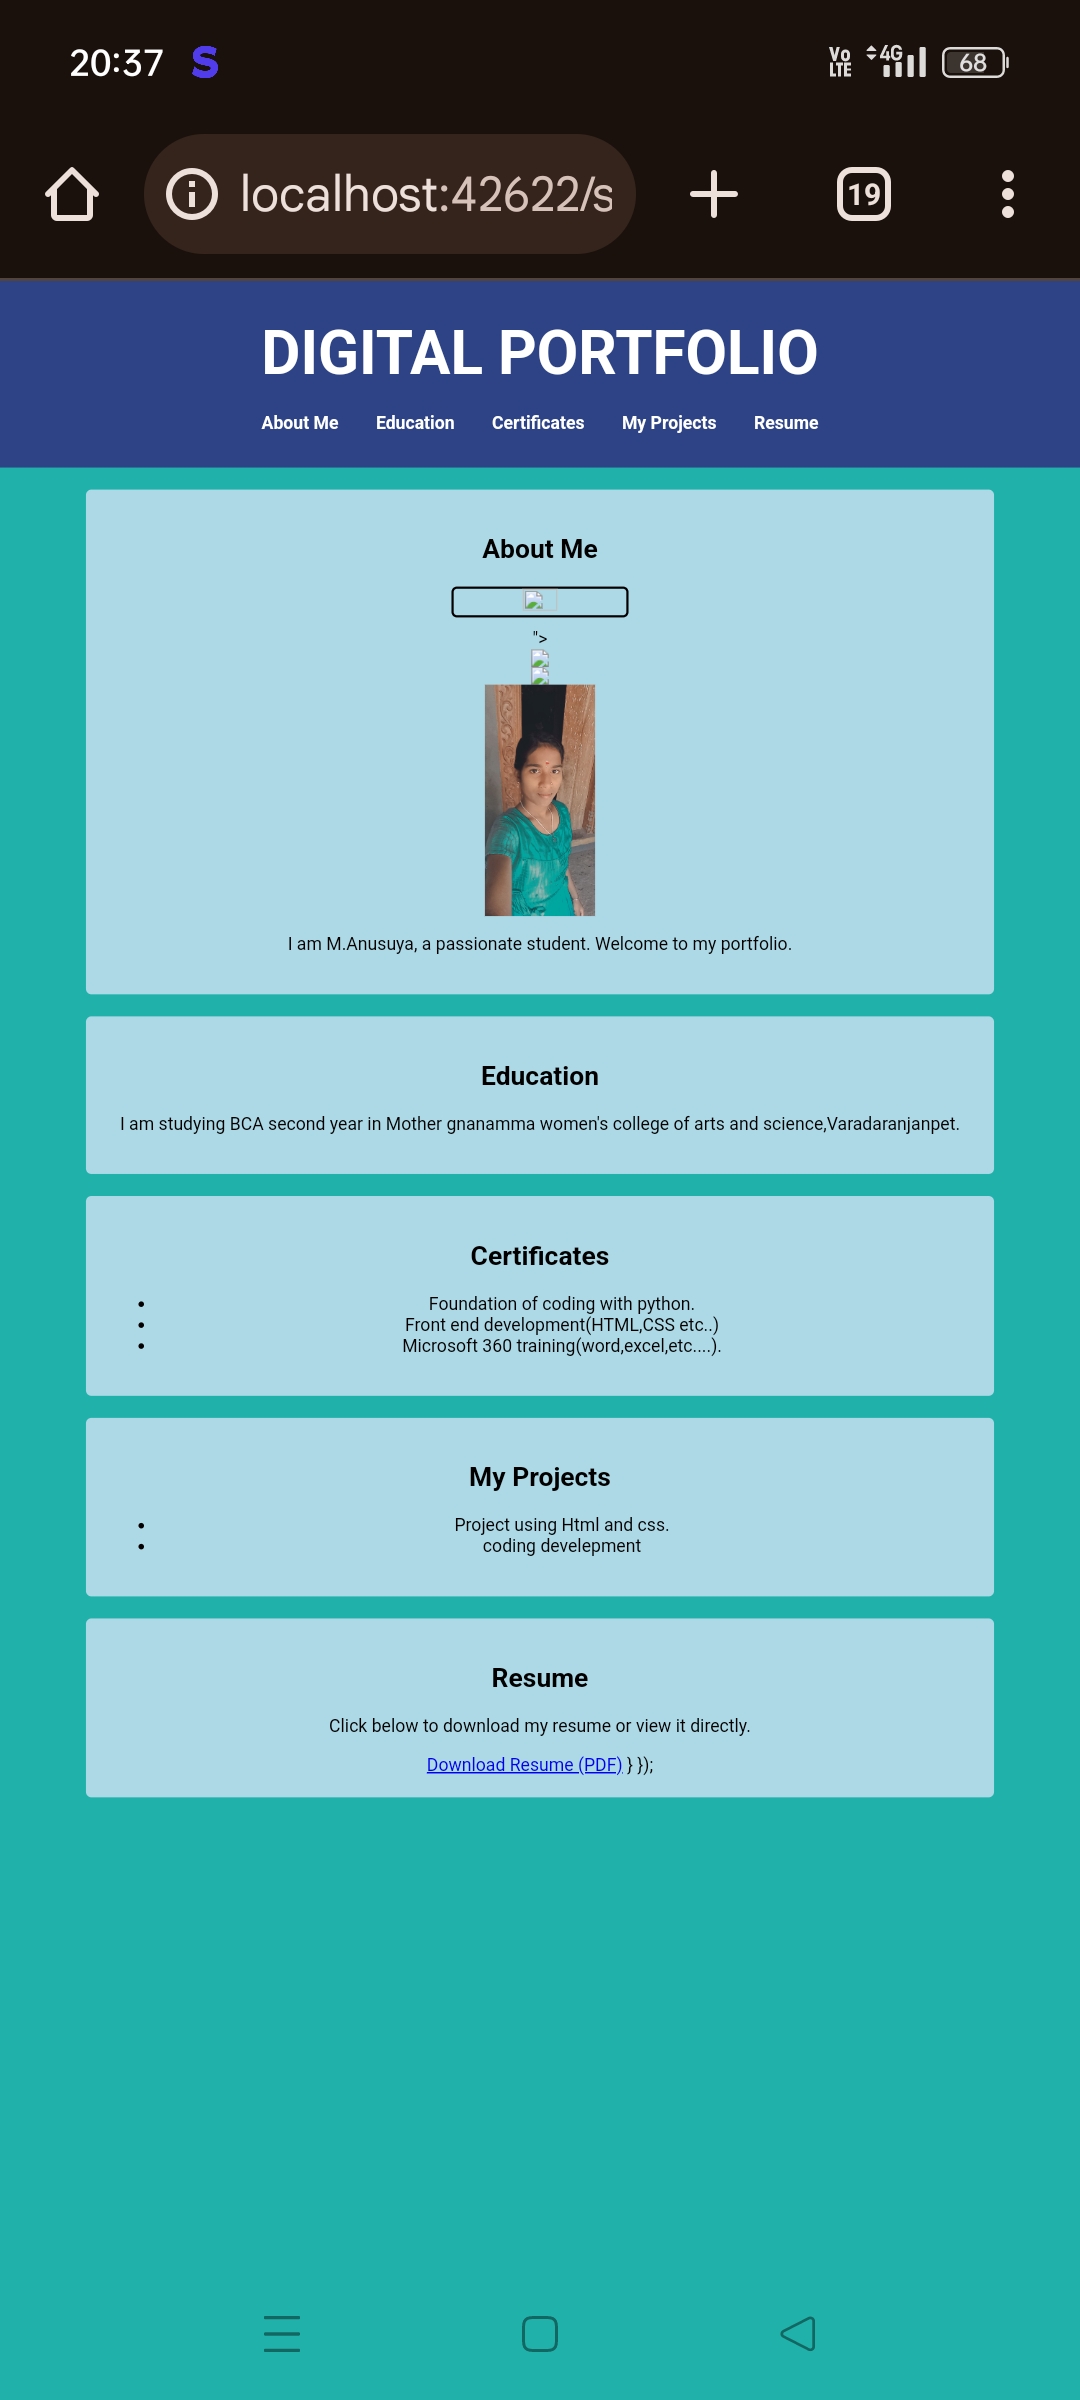 20:37 S Vo LTE 4G 68
localhost:42622/s 19
DIGITAL PORTFOLIO
About Me Education Certificates My Projects Resume
About Me
">
I am M.Anusuya, a passionate student. Welcome to my portfolio.
Education
I am studying BCA second year in Mother gnanamma women's college of arts and science,Varadaranjanpet.
Certificates
• Foundation of coding with python.
• Front end development(HTML,CSS etc..)
• Microsoft 360 training(word,excel,etc....).
My Projects
• Project using Html and css.
• coding develepment
Resume
Click below to download my resume or view it directly.
Download Resume (PDF) } });